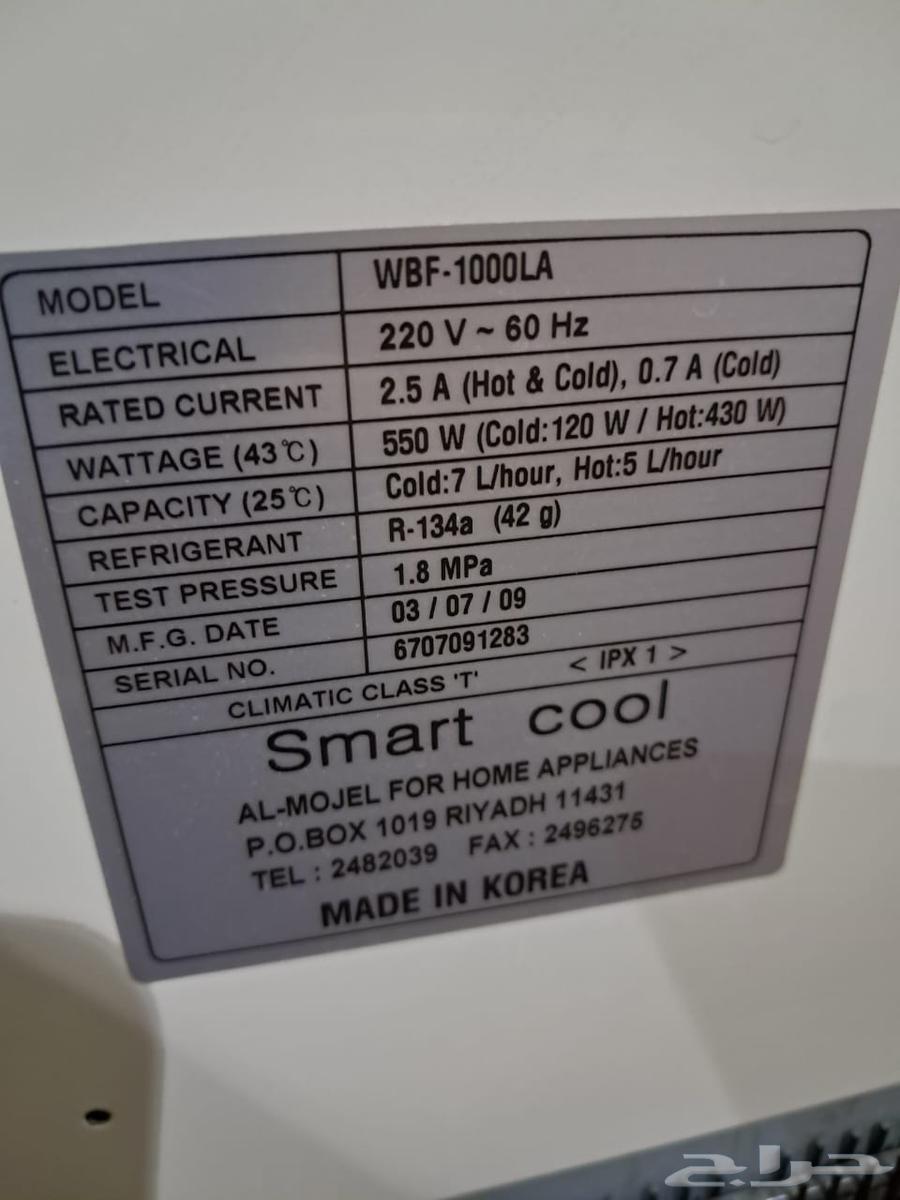 MODEL WBF-1000LA
ELECTRICAL 220 V ~ 60 Hz
RATED CURRENT 2.5 A (Hot & Cold), 0.7 A (Cold)
WATTAGE (43℃) 550 W (Cold:120 W / Hot:430 W)
CAPACITY (25℃) Cold:7 L/hour, Hot:5 L/hour
REFRIGERANT R-134a (42 g)
TEST PRESSURE 1.8 MPa
M.F.G. DATE 03 / 07 / 09
SERIAL NO. 6707091283
CLIMATIC CLASS 'T' < IPX 1 >
Smart cool
AL-MOJEL FOR HOME APPLIANCES
P.O.BOX 1019 RIYADH 11431
TEL : 2482039 FAX : 2496275
MADE IN KOREA
حراج